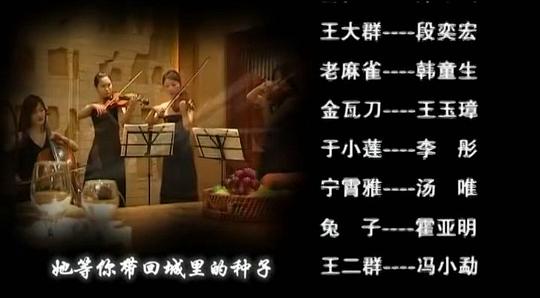 王大群----段奕宏
老麻雀----韩童生
金瓦刀----王玉璋
于小莲----李 彤
宁霄雅----汤 唯
兔 子----霍亚明
王二群----冯小勐
她等你带回城里的种子